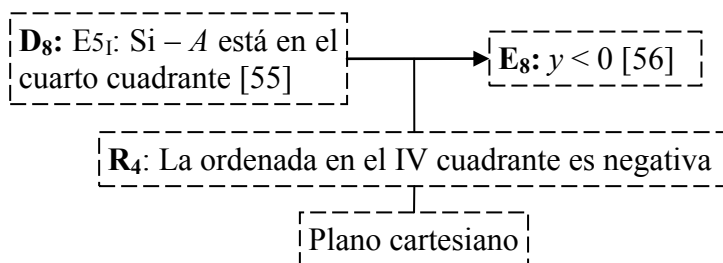 D₈: E5ᵢ: Si – A está en el
cuarto cuadrante [55]
E₈: y < 0 [56]
R₄: La ordenada en el IV cuadrante es negativa
Plano cartesiano